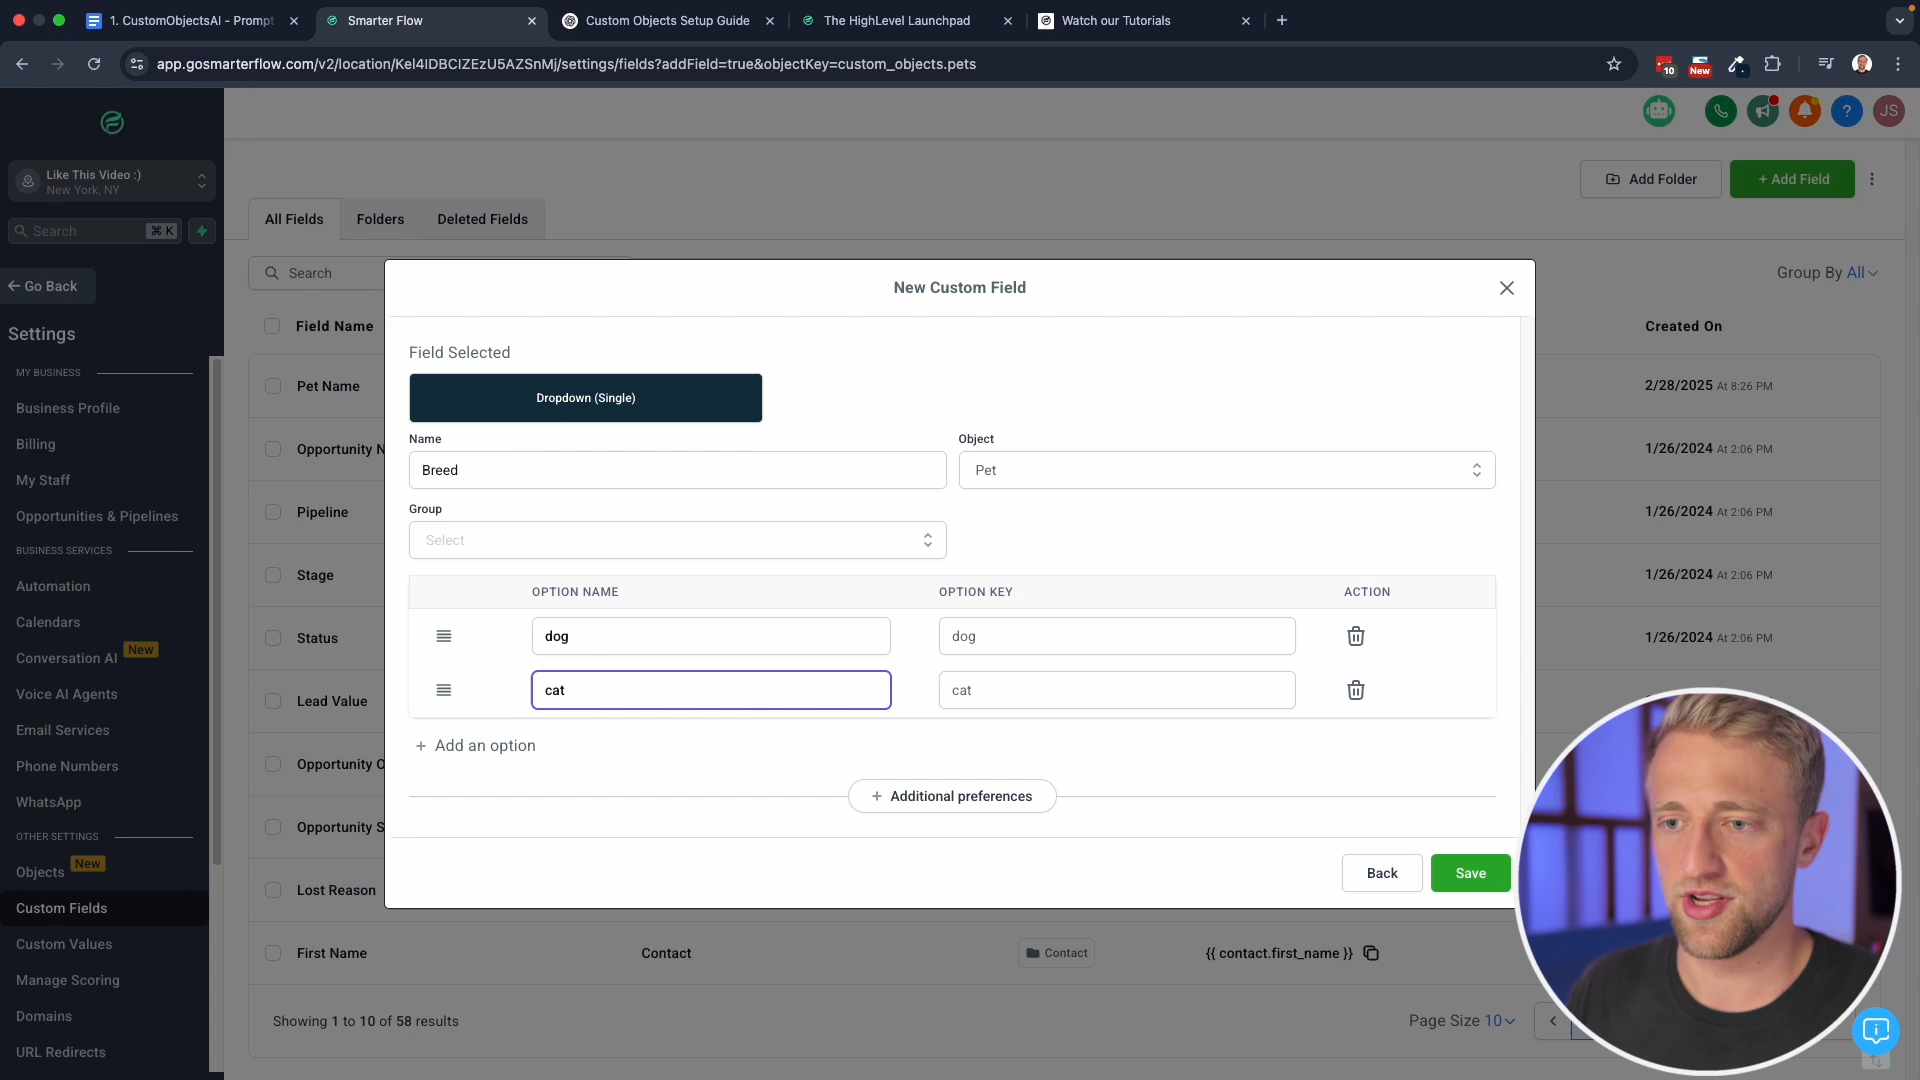 1. CustomObjectsAI - Prompt
Smarter Flow
Custom Objects Setup Guide
The HighLevel Launchpad
Watch our Tutorials
app.gosmarterflow.com/v2/location/Kel4IDBCIZEzU5AZSnMj/settings/fields?addField=true&objectKey=custom_objects.pets
10
New
Like This Video :)
New York, NY
Search
⌘ K
Go Back
Settings
MY BUSINESS
Business Profile
Billing
My Staff
Opportunities & Pipelines
BUSINESS SERVICES
Automation
Calendars
Conversation AI New
Voice AI Agents
Email Services
Phone Numbers
WhatsApp
OTHER SETTINGS
Objects New
Custom Fields
Custom Values
Manage Scoring
Domains
URL Redirects
?
JS
Add Folder
+ Add Field
All Fields
Folders
Deleted Fields
Search
Group By All
Field Name
Created On
Pet Name
2/28/2025 At 8:26 PM
Opportunity N
1/26/2024 At 2:06 PM
Pipeline
1/26/2024 At 2:06 PM
Stage
1/26/2024 At 2:06 PM
Status
1/26/2024 At 2:06 PM
Lead Value
Opportunity O
Opportunity S
Lost Reason
First Name
Contact
Contact
{{ contact.first_name }}
Showing 1 to 10 of 58 results
Page Size 10
New Custom Field
Field Selected
Dropdown (Single)
Name
Object
Breed
Pet
Group
Select
OPTION NAME
OPTION KEY
ACTION
dog
dog
cat
cat
+ Add an option
+ Additional preferences
Back
Save